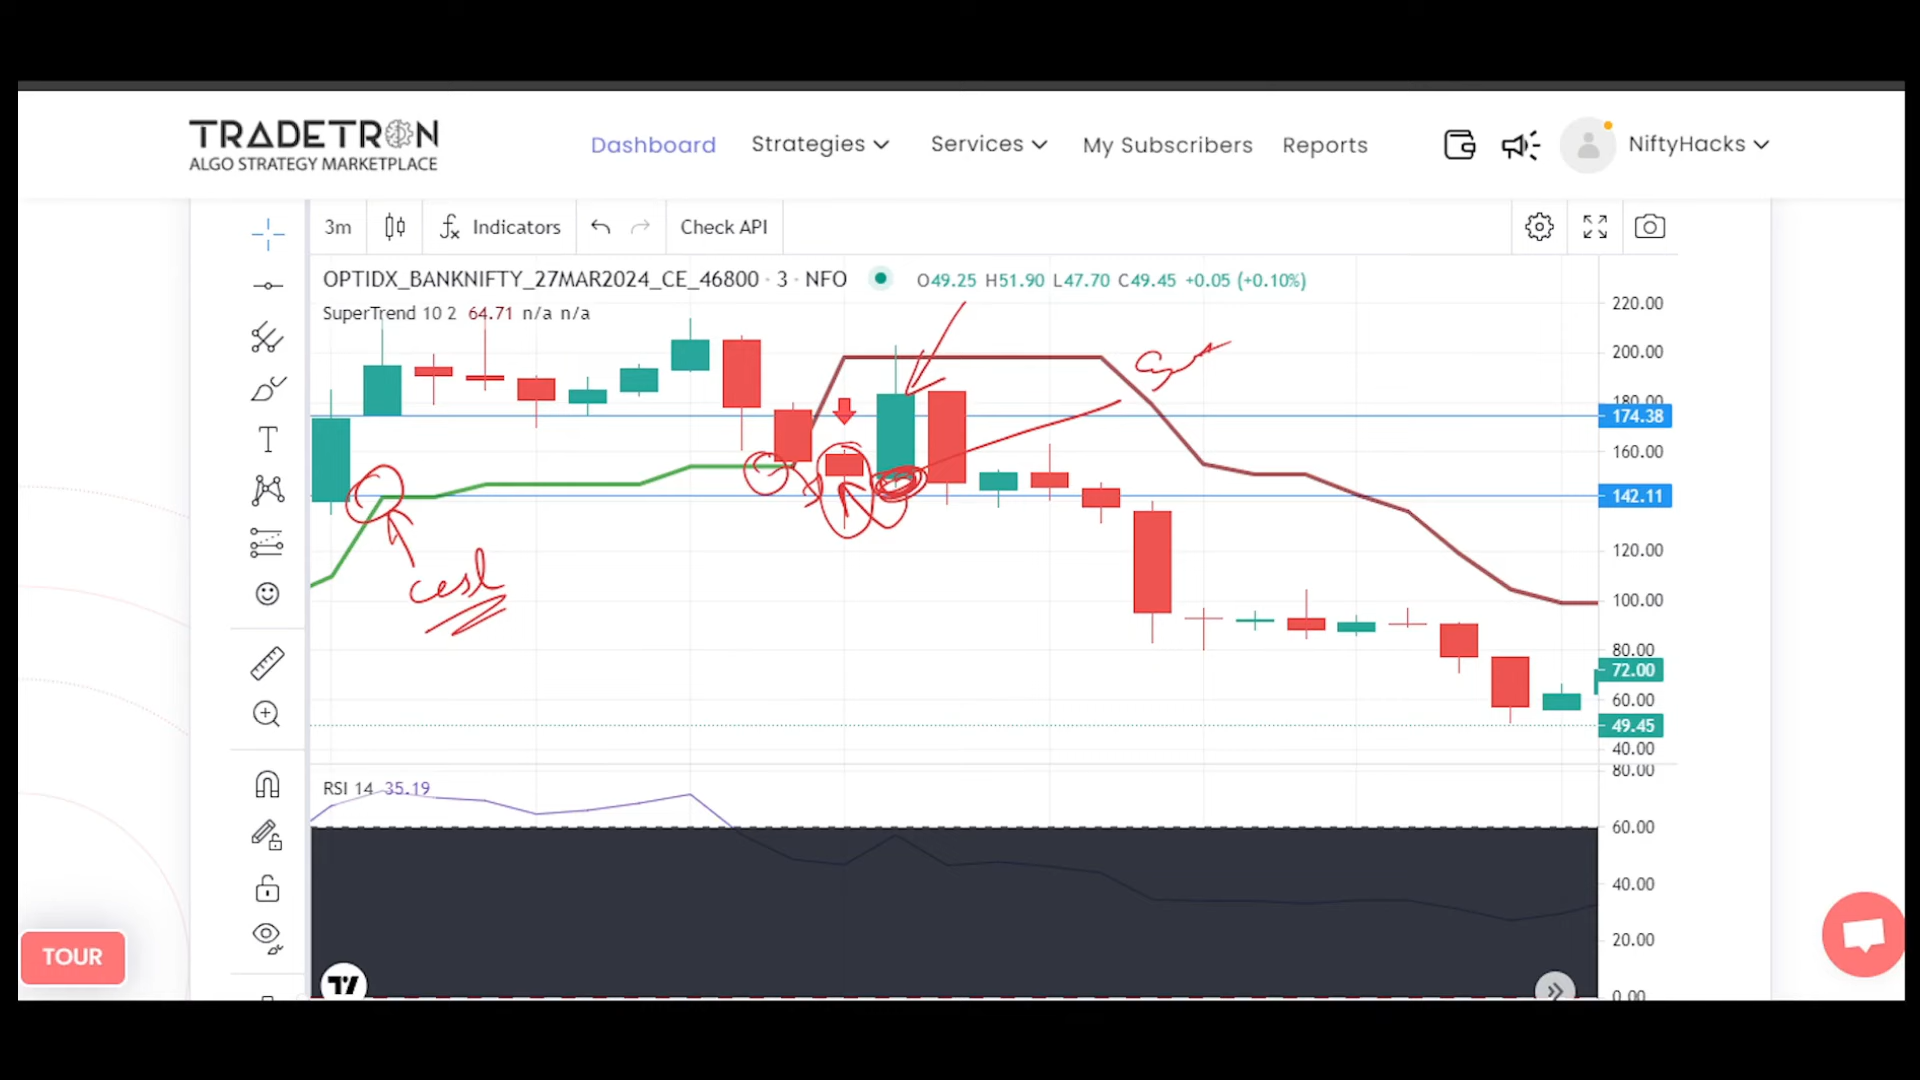 TRADETRON
ALGO STRATEGY MARKETPLACE
Dashboard Strategies Services My Subscribers Reports NiftyHacks
3m Indicators Check API
OPTIDX_BANKNIFTY_27MAR2024_CE_46800 · 3 · NFO O49.25 H51.90 L47.70 C49.45 +0.05 (+0.10%)
SuperTrend 10 2 64.71 n/a n/a
220.00
200.00
180.00
174.38
160.00
142.11
120.00
100.00
80.00
72.00
60.00
49.45
40.00
80.00
RSI 14 35.19
60.00
40.00
20.00
0.00
TOUR